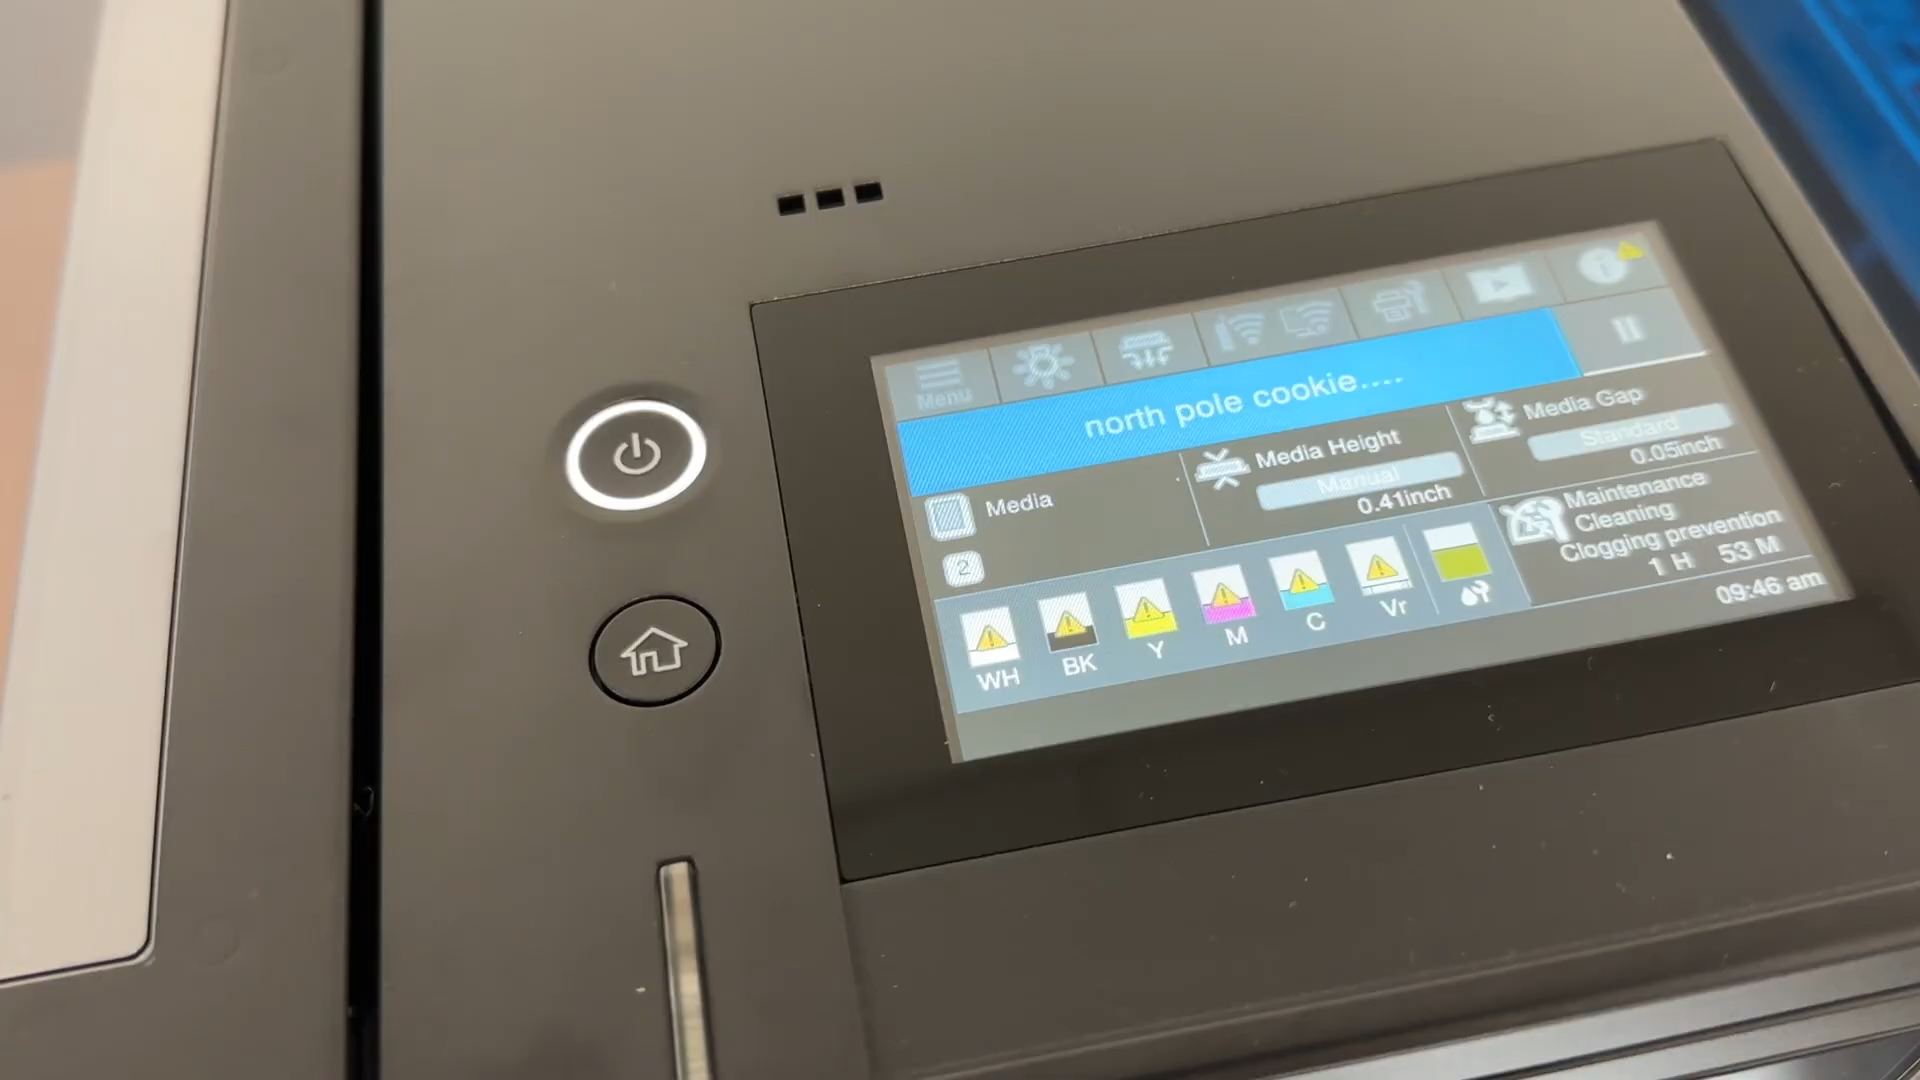 Menu
north pole cookie....
Media
2
Media Height
Manual
0.41inch
Media Gap
Standard
0.05inch
Maintenance
Cleaning
Clogging prevention
1 H 53 M
WH
BK
Y
M
C
Vr
09:46 am